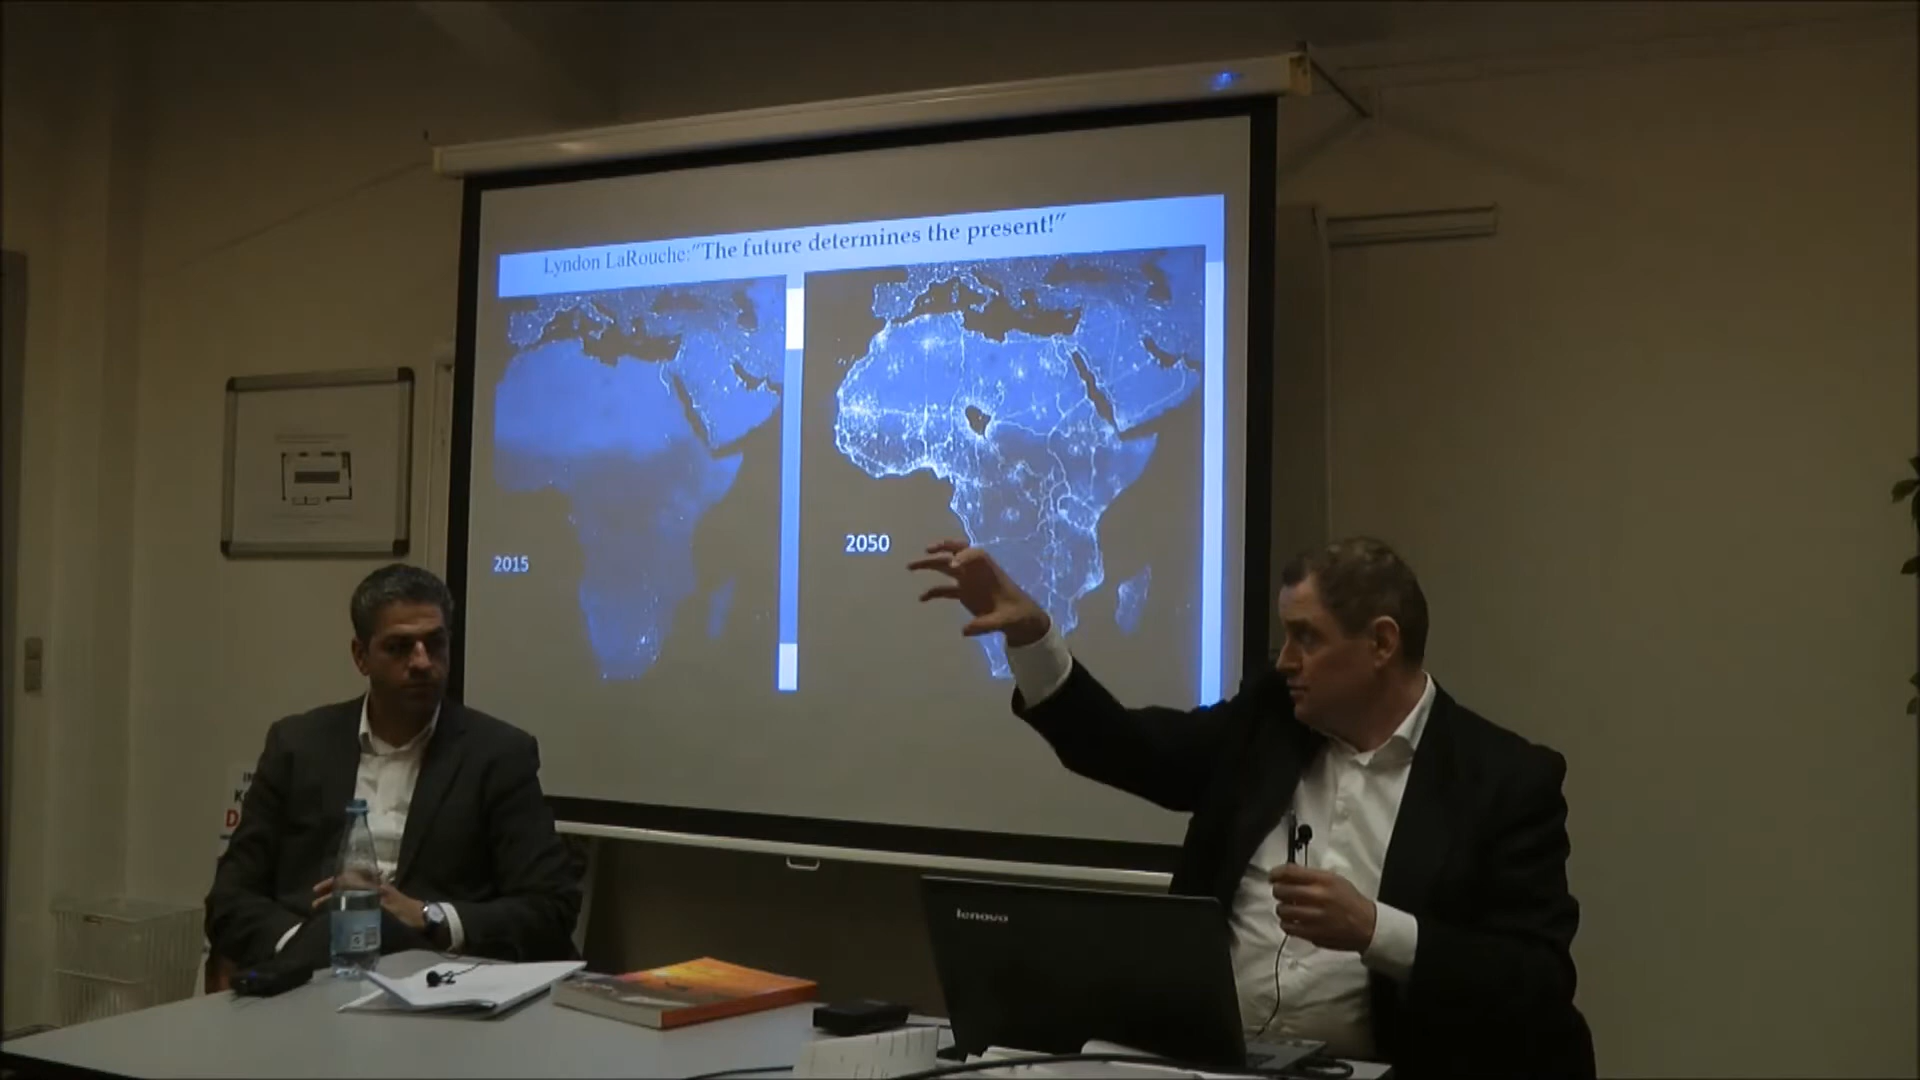 Lyndon LaRouche:“The future determines the present!”
2015
2050
lenovo